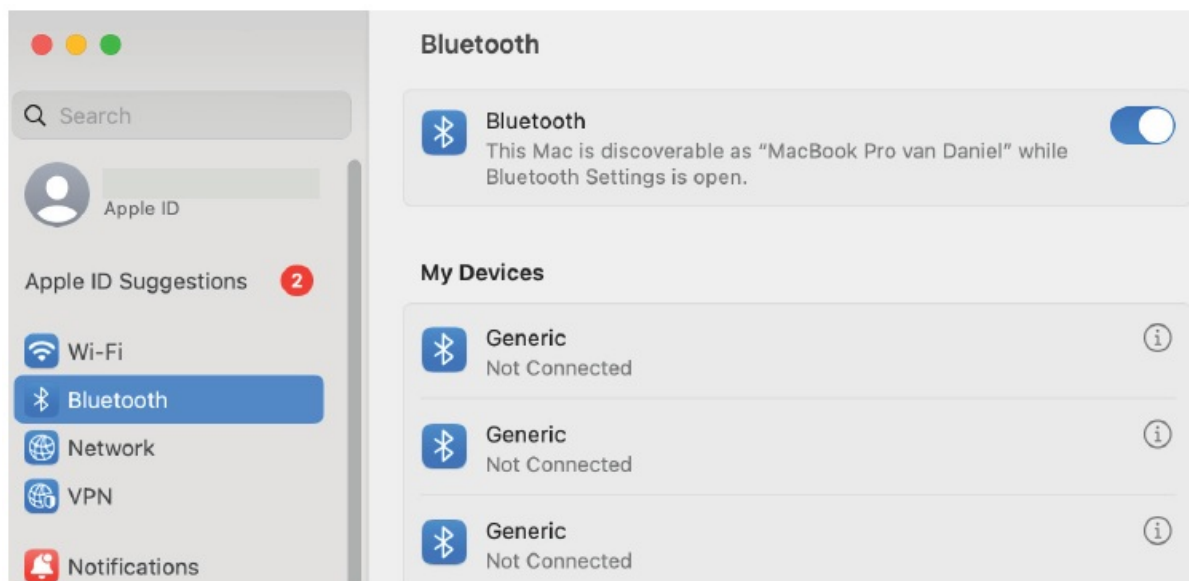 Search
Apple ID
Apple ID Suggestions 2
Wi-Fi
Bluetooth
Network
VPN
Notifications
Bluetooth
Bluetooth
This Mac is discoverable as “MacBook Pro van Daniel” while
Bluetooth Settings is open.
My Devices
Generic
Not Connected
Generic
Not Connected
Generic
Not Connected